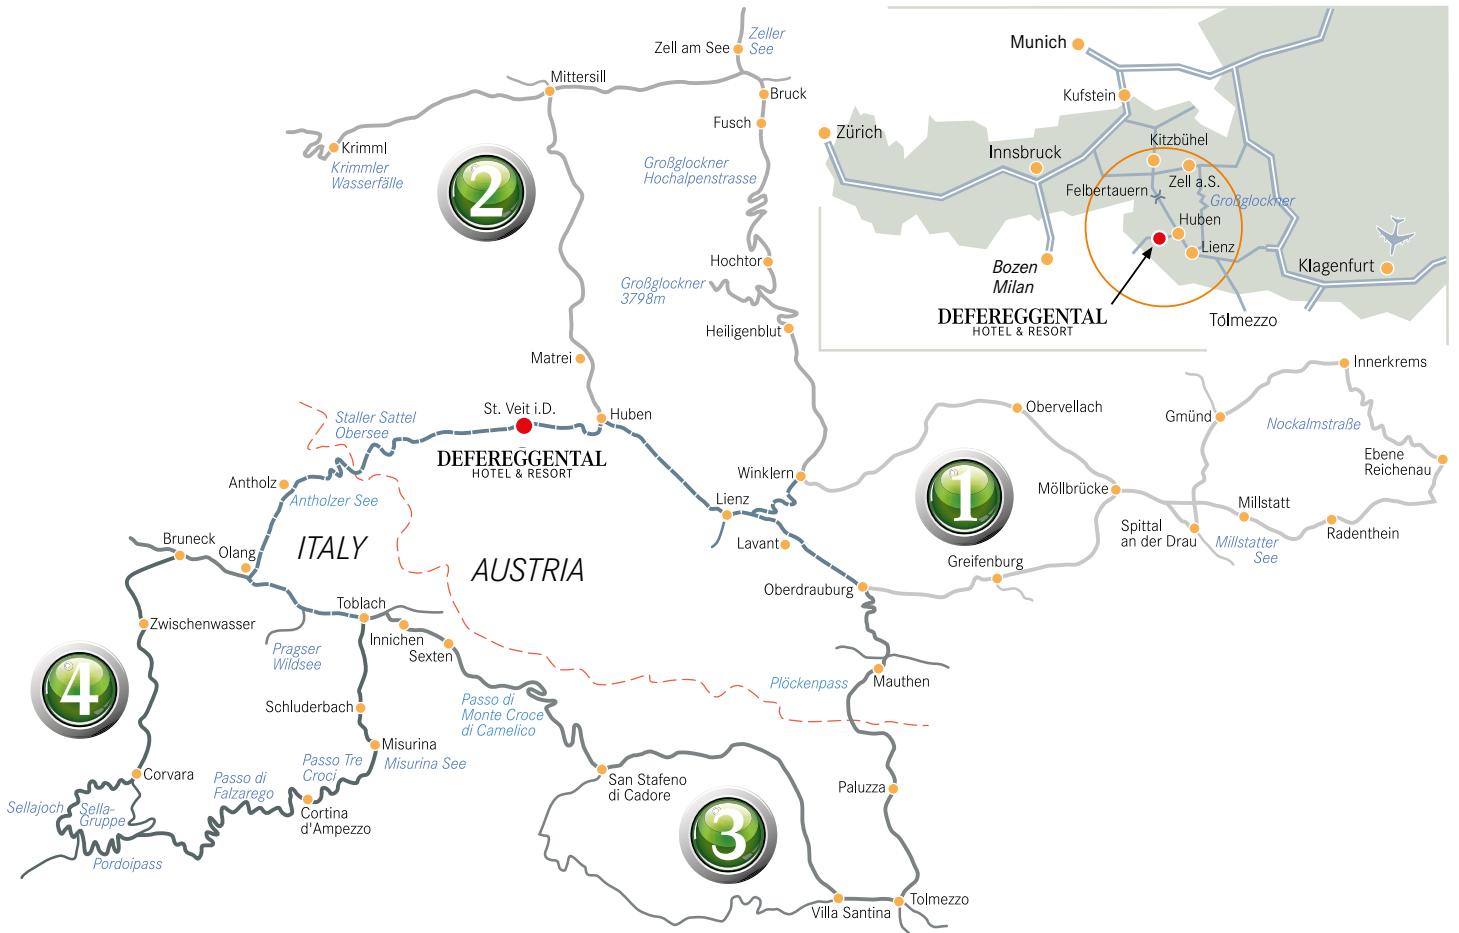 Zell am See
Zeller
See
Mittersill
Bruck
Fusch
Krimml
Krimmler
Wasserfälle
2
Großglockner
Hochalpenstrasse
Hochtor
Großglockner
3798m
Heiligenblut
Matrei
Munich
Kufstein
Zürich
Kitzbühel
Innsbruck
Zell a.S.
Felbertauern
Großglockner
Huben
Lienz
Bozen
Milan
Klagenfurt
DEFEREGGENTAL
HOTEL & RESORT
Tolmezzo
Innerkrems
Staller Sattel
Obersee
St. Veit i.D.
Huben
DEFEREGGENTAL
HOTEL & RESORT
Obervellach
Gmünd
Nockalmstraße
Ebene
Reichenau
Antholz
Antholzer See
Winklern
Lienz
Lavant
1
Möllbrücke
Millstatt
Spittal
an der Drau
Millstatter
See
Radenthein
Bruneck
Olang
ITALY
AUSTRIA
Oberdrauburg
Greifenburg
Zwischenwasser
Toblach
Innichen
Sexten
Pragser
Wildsee
4
Schluderbach
Passo di
Monte Croce
di Camelico
Plöckenpass
Mauthen
Misurina
Misurina See
Passo Tre
Croci
Corvara
Passo di
Falzarego
Sellajoch
Sella-
Gruppe
Cortina
d'Ampezzo
Pordoipass
San Stafeno
di Cadore
3
Paluzza
Villa Santina
Tolmezzo